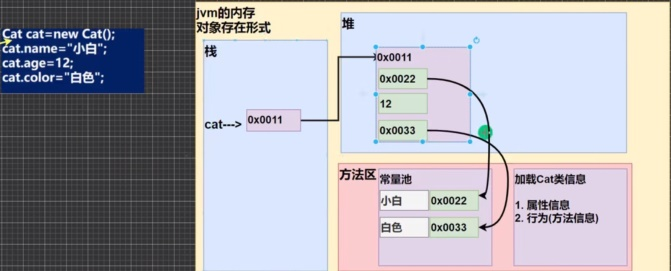 Cat cat=new Cat();
cat.name="小白";
cat.age=12;
cat.color="白色";
jvm的内存
对象存在形式
栈
cat---> 0x0011
堆
0x0011
0x0022
12
0x0033
方法区
常量池
小白 0x0022
白色 0x0033
加载Cat类信息
1. 属性信息
2. 行为(方法信息)